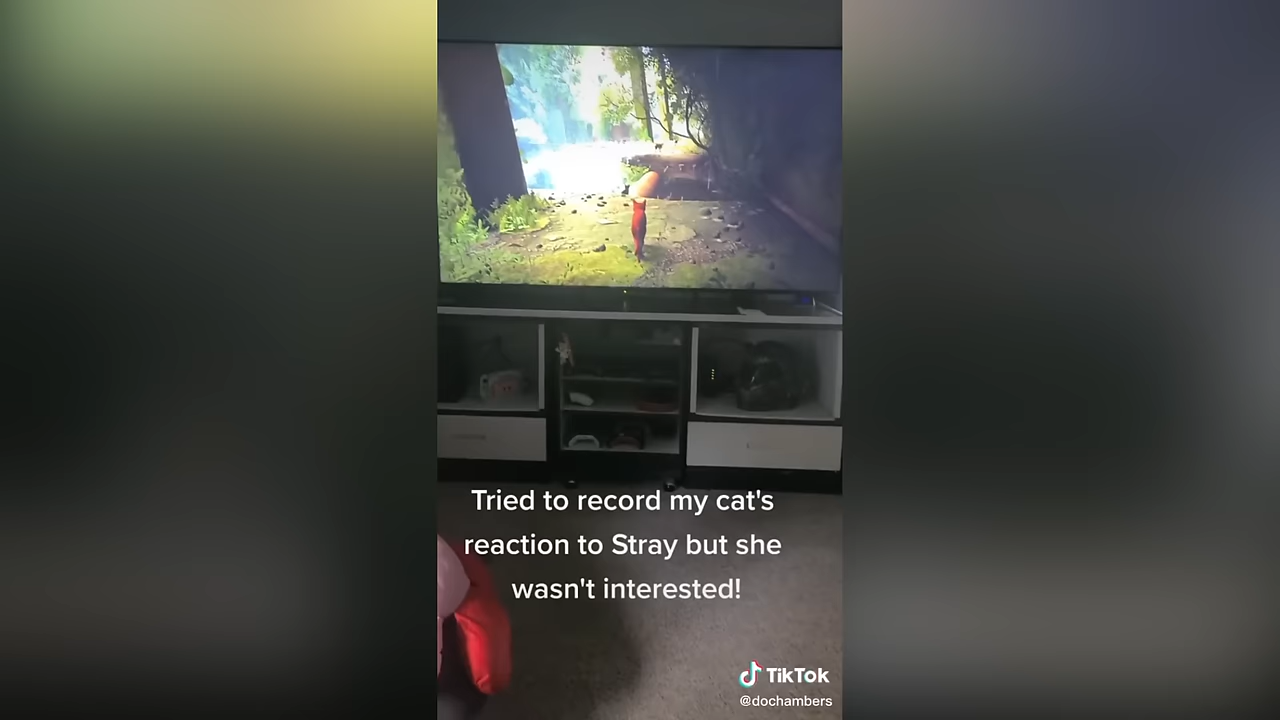 Tried to record my cat's
reaction to Stray but she
wasn't interested!
TikTok
@dochambers